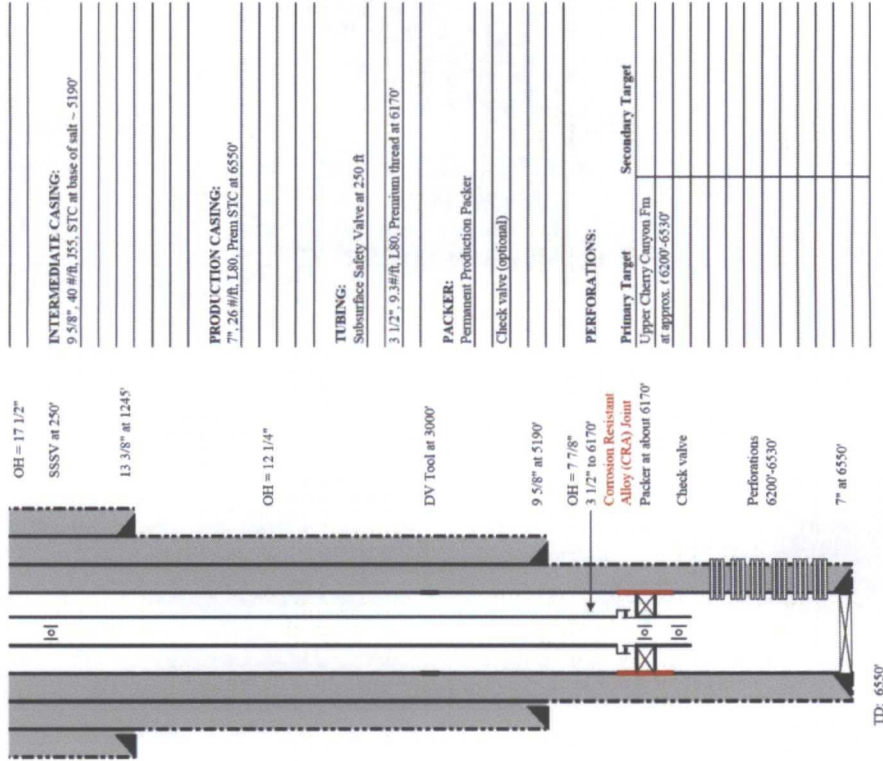 OH = 17 1/2"
SSSV at 250'
13 3/8" at 1245'
OH = 12 1/4"
DV Tool at 3000'
9 5/8" at 5190'
OH = 7 7/8"
3 1/2" to 6170'
Corrosion Resistant
Alloy (CRA) Joint
Packer at about 6170'
Check valve
Perforations
6200'-6530'
7" at 6550'
TD: 6550'
INTERMEDIATE CASING:
9 5/8", 40 #/ft, J55, STC at base of salt ~ 5190'
PRODUCTION CASING:
7", 26 #/ft, L80, Prem STC at 6550'
TUBING:
Subsurface Safety Valve at 250 ft
3 1/2", 9.3#/ft, L80, Premium thread at 6170'
PACKER:
Permanent Production Packer
Check valve (optional)
PERFORATIONS:
Primary Target
Secondary Target
Upper Cherry Canyon Fm
at approx. (6200'-6530'